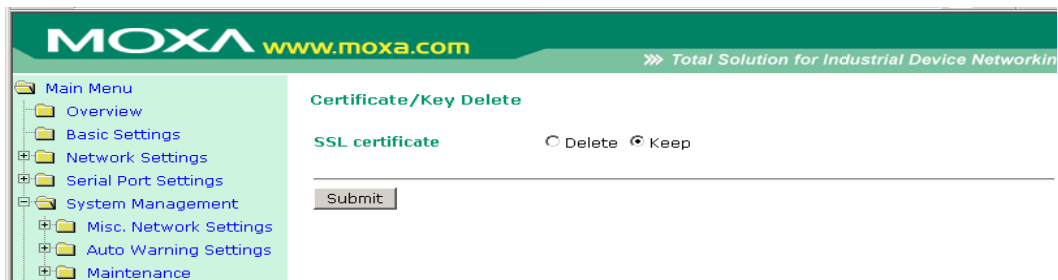 MOXA www.moxa.com
Total Solution for Industrial Device Networkin
Main Menu
Overview
Basic Settings
Network Settings
Serial Port Settings
System Management
Misc. Network Settings
Auto Warning Settings
Maintenance
Certificate/Key Delete
SSL certificate Delete Keep
Submit